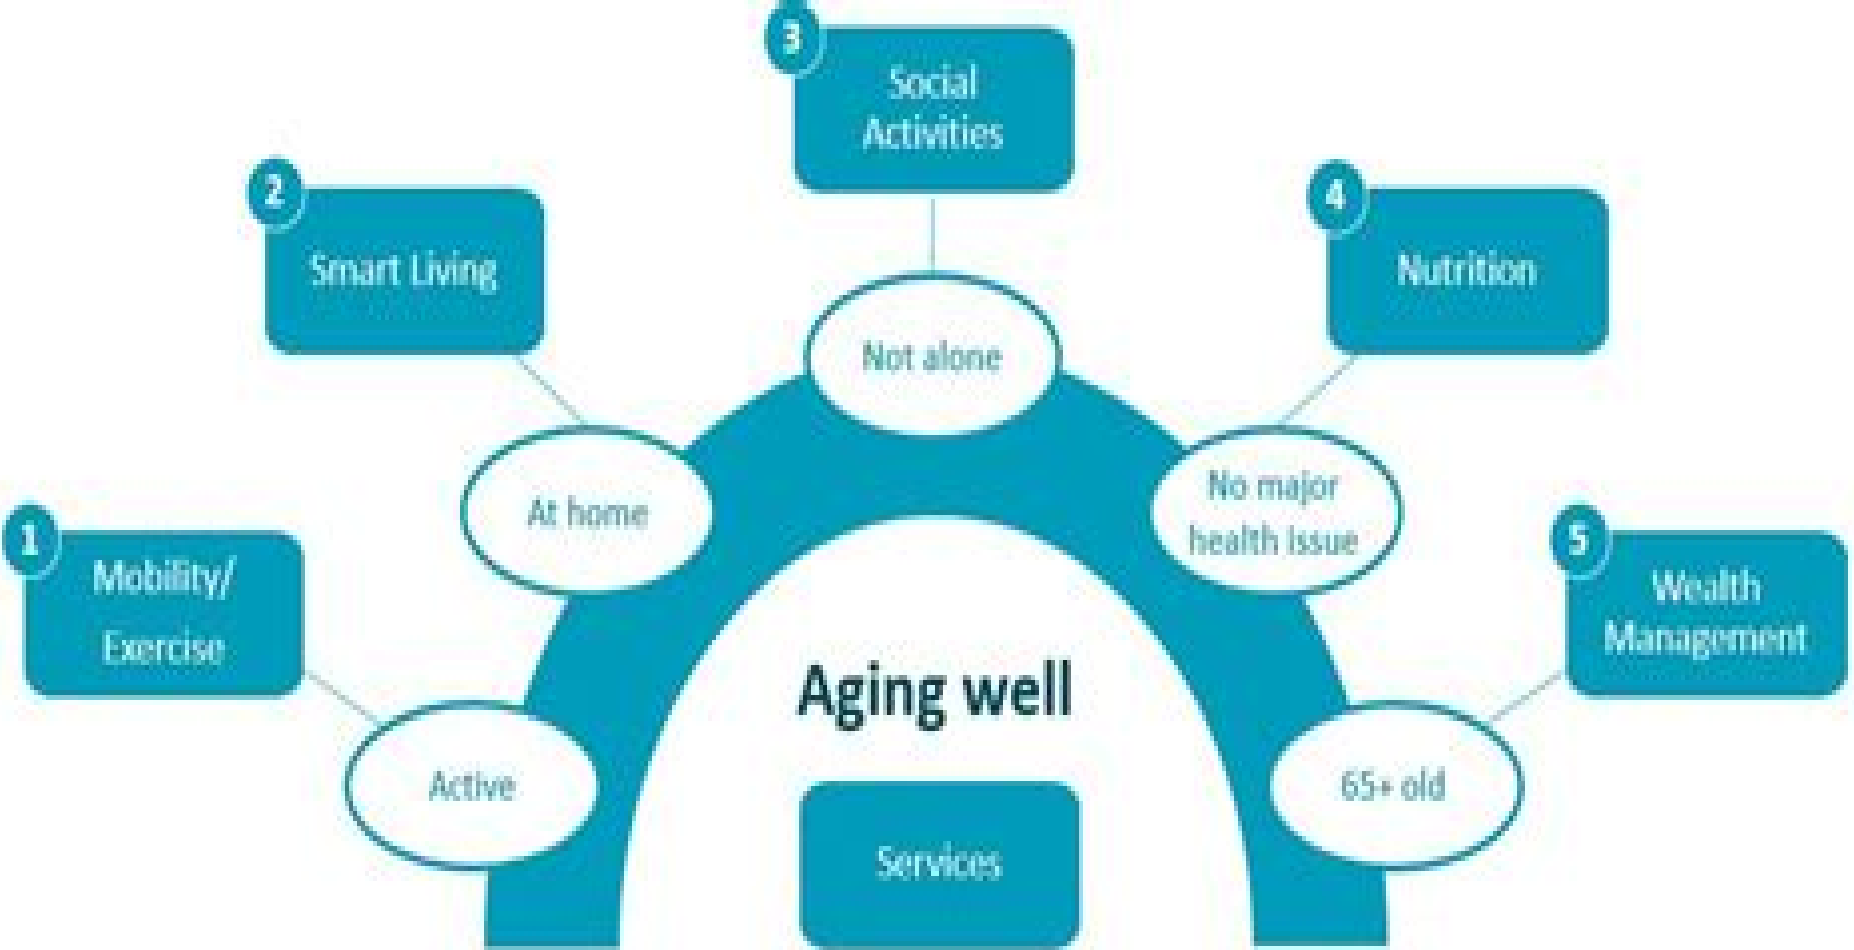 1
Mobility/
Exercise
Active
2
Smart Living
At home
3
Social
Activities
Not alone
4
Nutrition
No major
health issue
5
Wealth
Management
65+ old
Aging well
Services